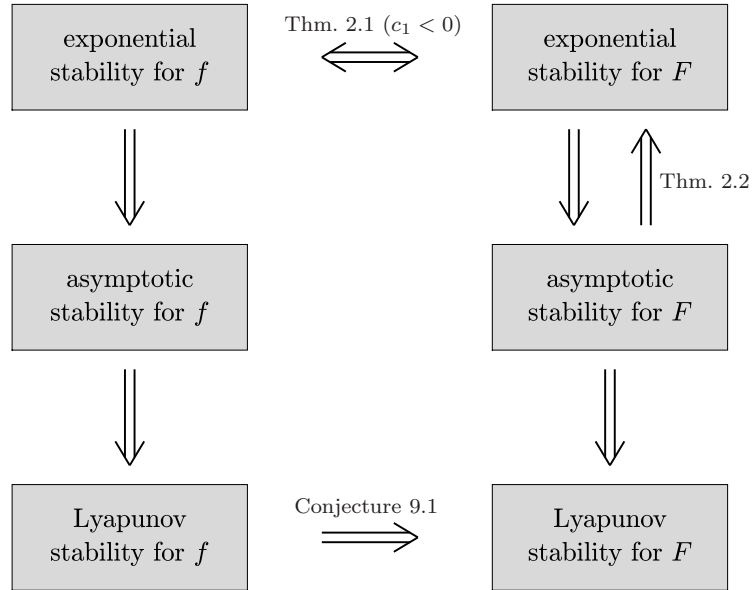 Thm. 2.1 (c₁ < 0)
exponential
stability for f
exponential
stability for F
Thm. 2.2
asymptotic
stability for f
asymptotic
stability for F
Conjecture 9.1
Lyapunov
stability for f
Lyapunov
stability for F